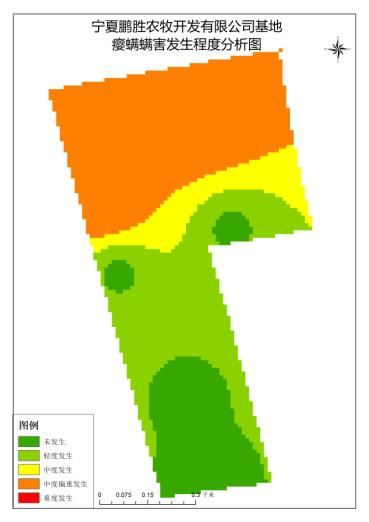 宁夏鹏胜农牧开发有限公司基地
瘿螨螨害发生程度分析图
图例
未发生
轻度发生
中度发生
中度偏重发生
重度发生
0 0.075 0.15 0.3 千米